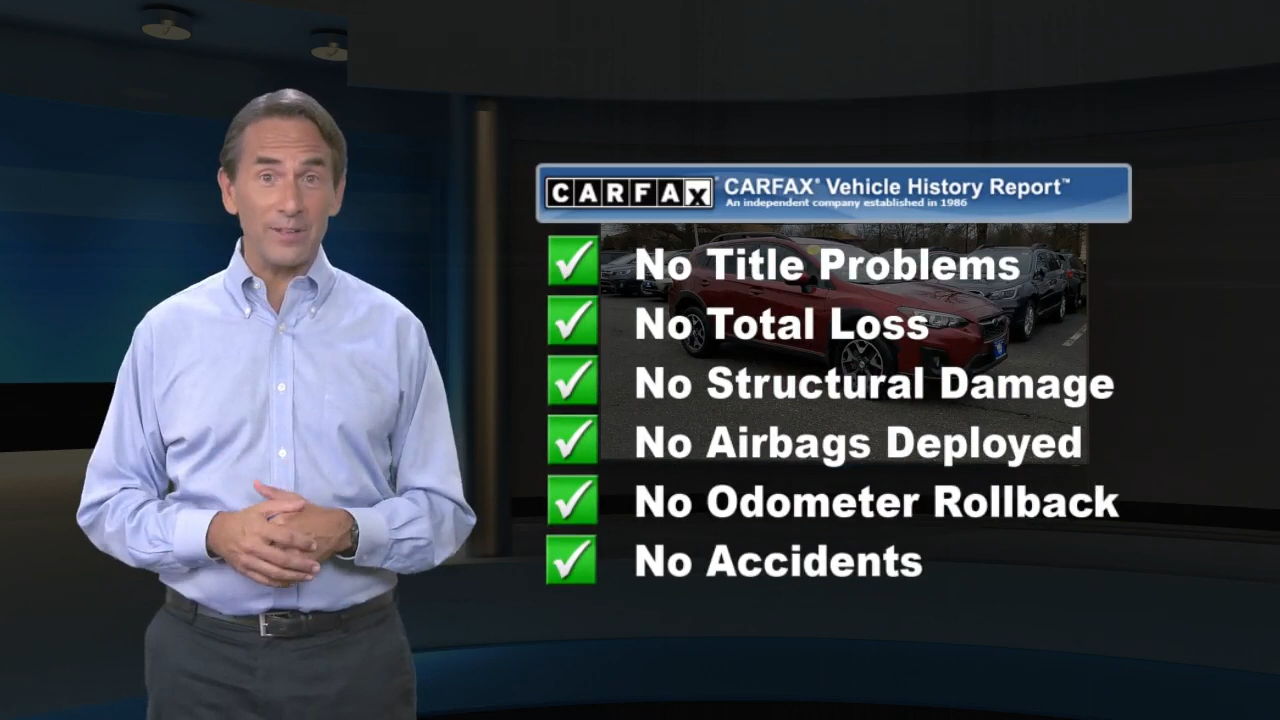 CARFAX CARFAX® Vehicle History Report™
An independent company established in 1986
No Title Problems
No Total Loss
No Structural Damage
No Airbags Deployed
No Odometer Rollback
No Accidents